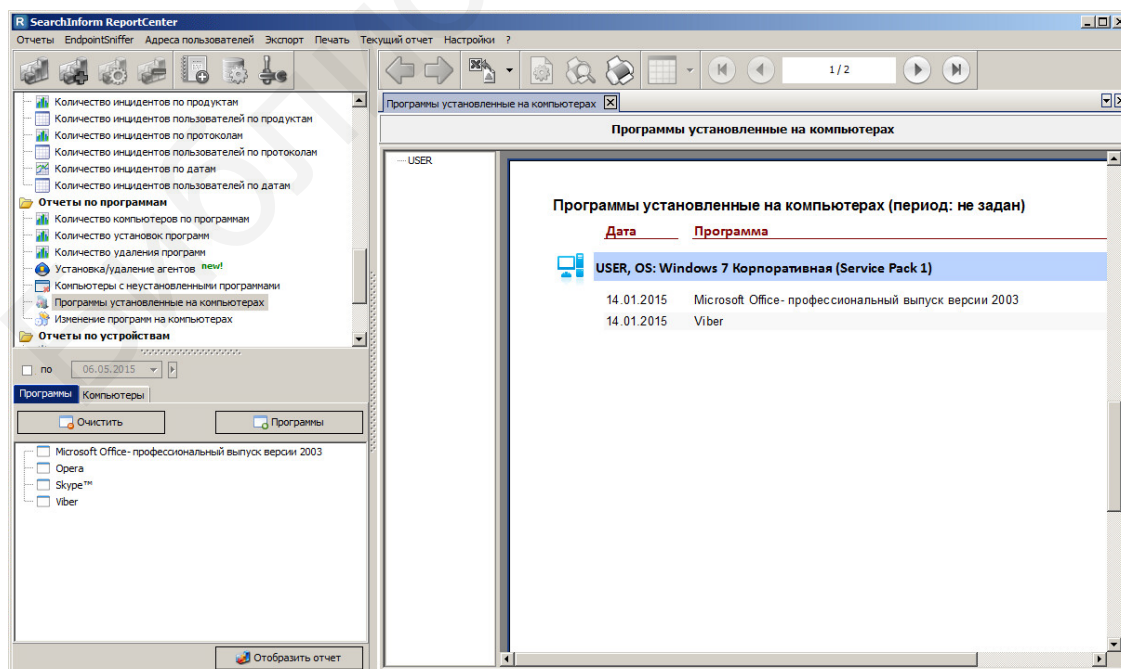 SearchInform ReportCenter
Отчеты EndpointSniffer Адреса пользователей Экспорт Печать Текущий отчет Настройки ?
1 / 2
Количество инцидентов по продуктам
Количество инцидентов пользователей по продуктам
Количество инцидентов по протоколам
Количество инцидентов пользователей по протоколам
Количество инцидентов по датам
Количество инцидентов пользователей по датам
Отчеты по программам
Количество компьютеров по программам
Количество установок программ
Количество удаления программ
Установка/удаление агентов new!
Компьютеры с неустановленными программами
Программы установленные на компьютерах
Изменение программ на компьютерах
Отчеты по устройствам
по 06.05.2015
Программы Компьютеры
Очистить Программы
Microsoft Office- профессиональный выпуск версии 2003
Opera
Skype™
Viber
Отобразить отчет
Программы установленные на компьютерах
Программы установленные на компьютерах
USER
Программы установленные на компьютерах (период: не задан)
Дата Программа
USER, OS: Windows 7 Корпоративная (Service Pack 1)
14.01.2015 Microsoft Office- профессиональный выпуск версии 2003
14.01.2015 Viber